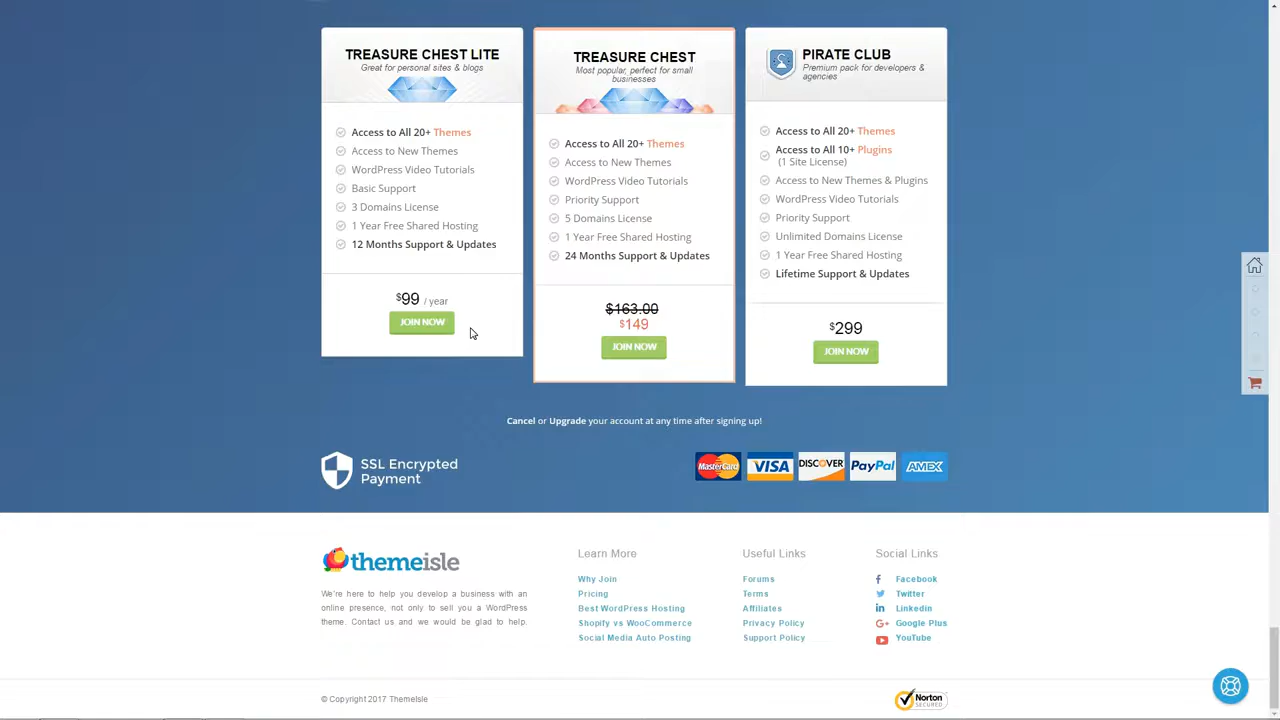 TREASURE CHEST LITE
Great for personal sites & blogs
Access to All 20+ Themes
Access to New Themes
WordPress Video Tutorials
Basic Support
3 Domains License
1 Year Free Shared Hosting
12 Months Support & Updates
$99 / year
JOIN NOW
TREASURE CHEST
Most popular, perfect for small
businesses
Access to All 20+ Themes
Access to New Themes
WordPress Video Tutorials
Priority Support
5 Domains License
1 Year Free Shared Hosting
24 Months Support & Updates
$163.00
$149
JOIN NOW
PIRATE CLUB
Premium pack for developers &
agencies
Access to All 20+ Themes
Access to All 10+ Plugins
(1 Site License)
Access to New Themes & Plugins
WordPress Video Tutorials
Priority Support
Unlimited Domains License
1 Year Free Shared Hosting
Lifetime Support & Updates
$299
JOIN NOW
Cancel or Upgrade your account at any time after signing up!
SSL Encrypted
Payment
MasterCard
VISA
DISCOVER
PayPal
AMEX
themeisle
We're here to help you develop a business with an
online presence, not only to sell you a WordPress
theme. Contact us and we would be glad to help.
Learn More
Why Join
Pricing
Best WordPress Hosting
Shopify vs WooCommerce
Social Media Auto Posting
Useful Links
Forums
Terms
Affiliates
Privacy Policy
Support Policy
Social Links
Facebook
Twitter
Linkedin
Google Plus
YouTube
© Copyright 2017 ThemeIsle
Norton
SECURED